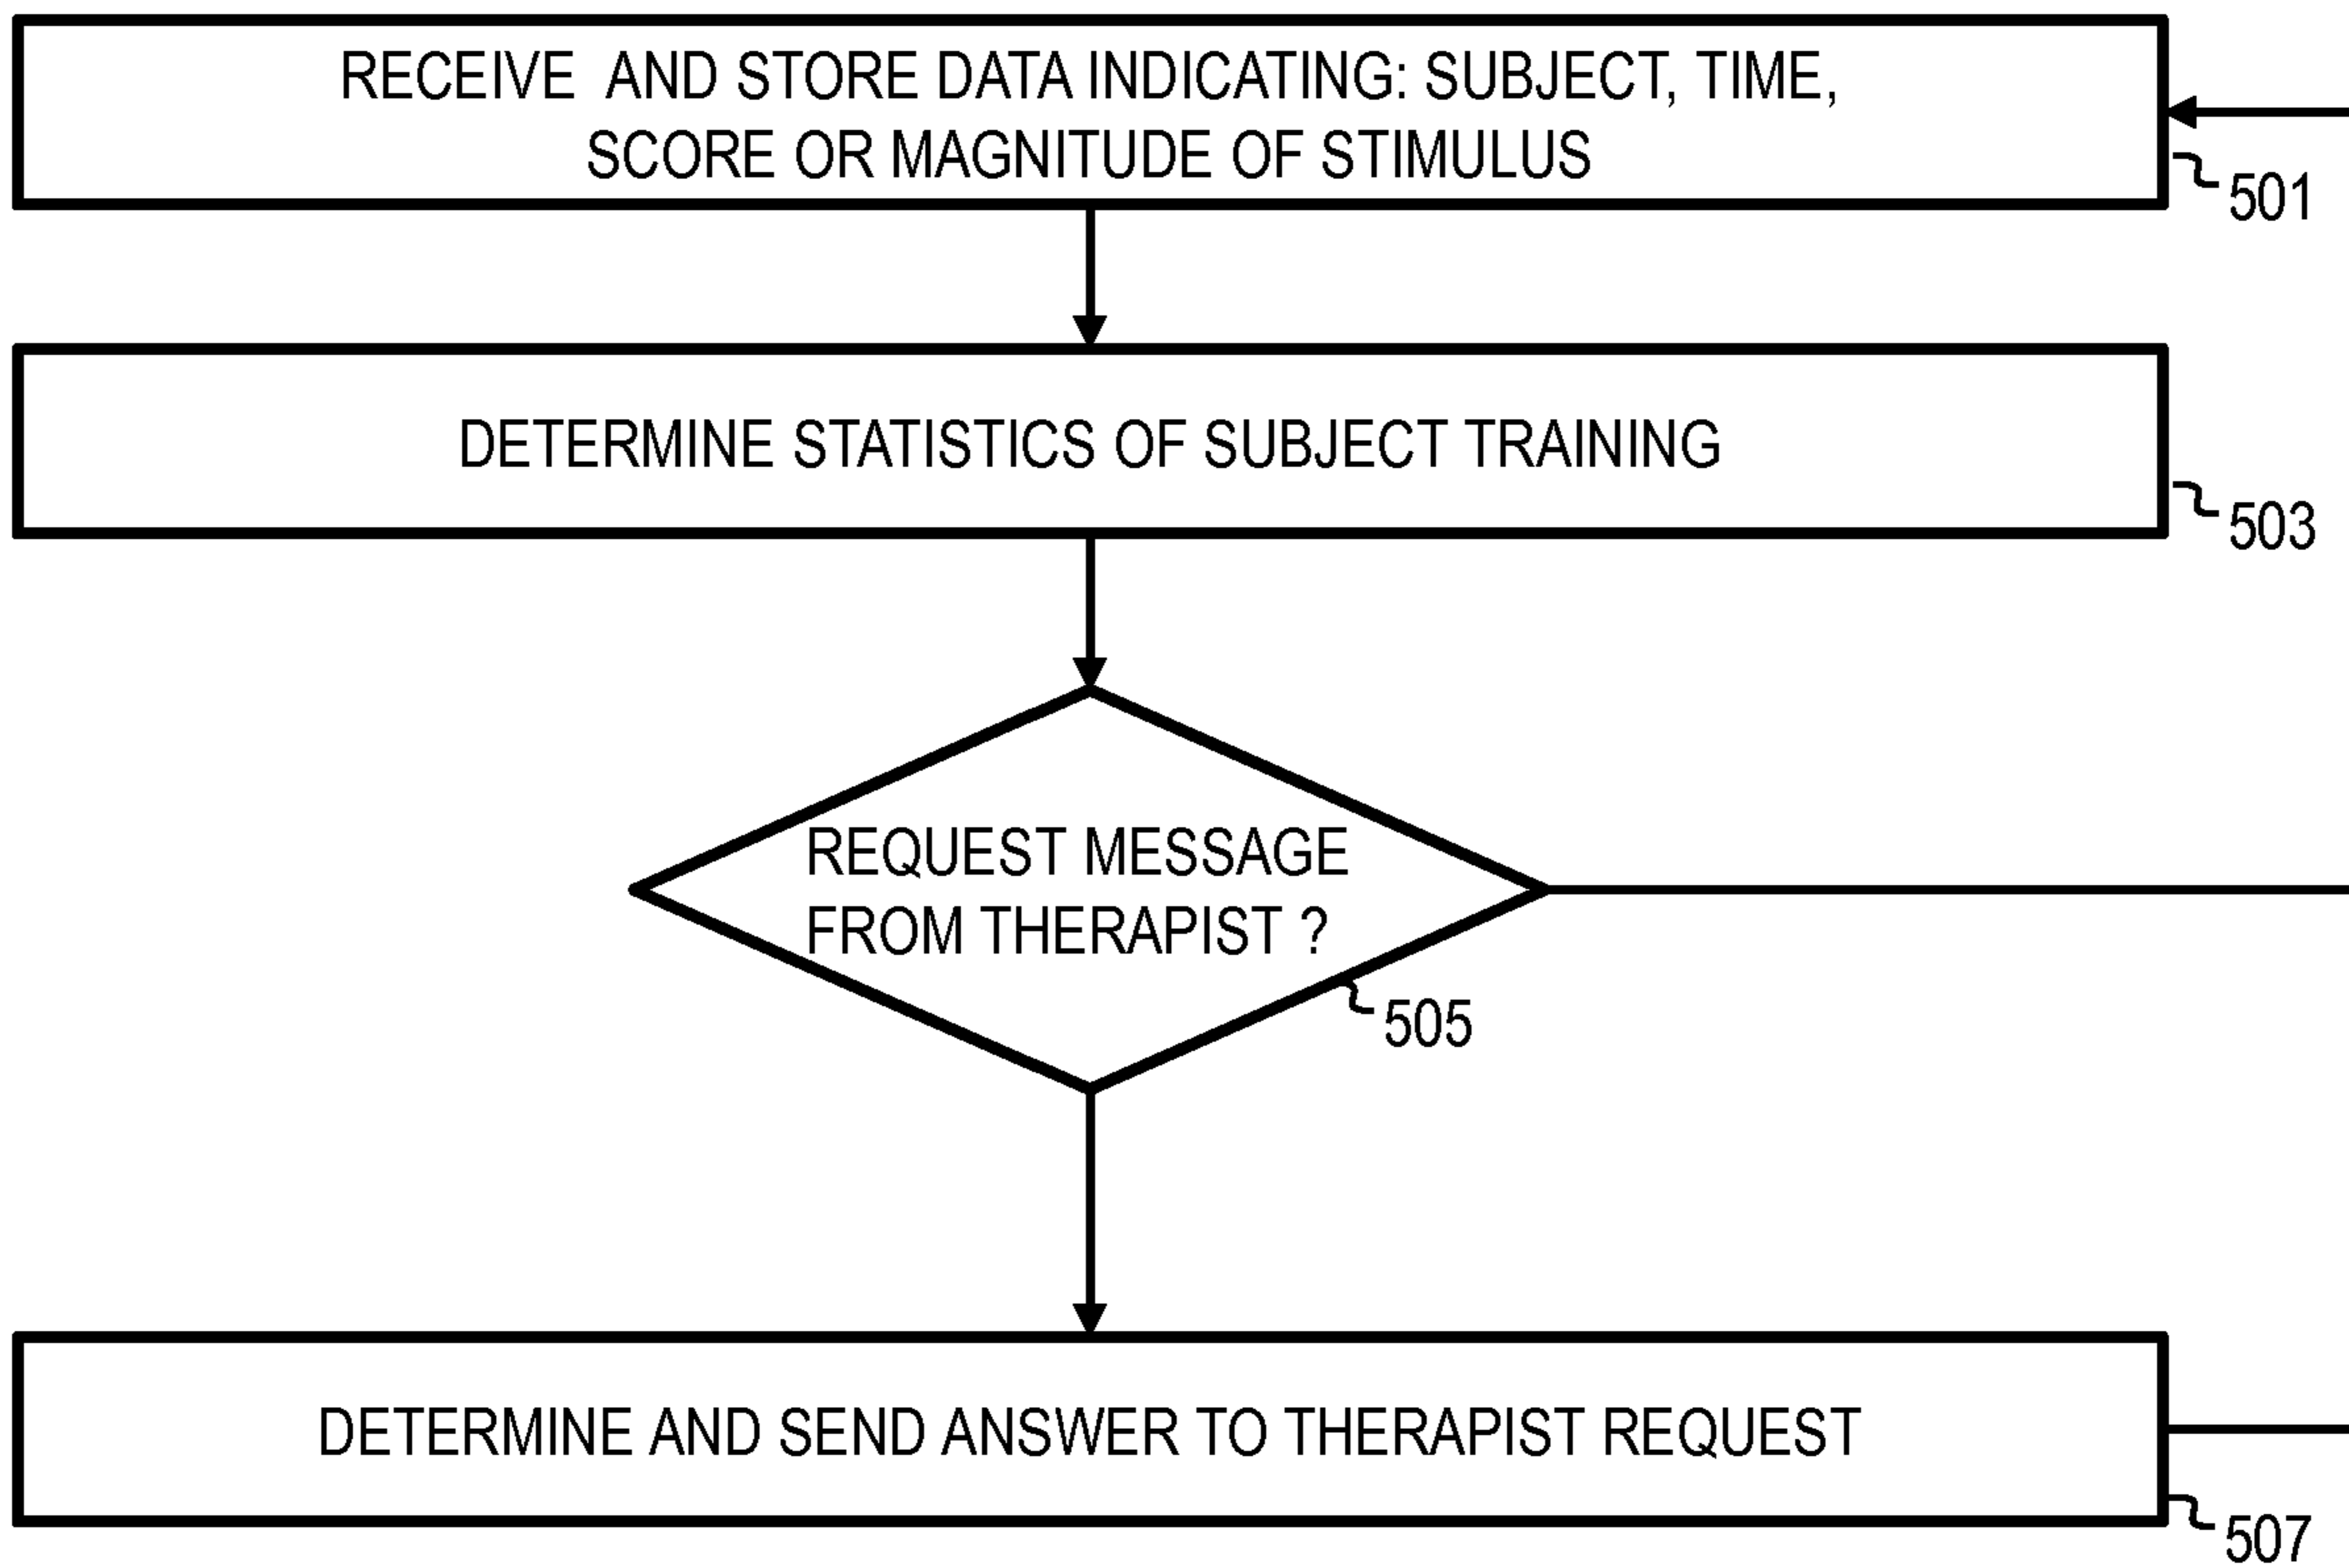 RECEIVE AND STORE DATA INDICATING: SUBJECT, TIME,
SCORE OR MAGNITUDE OF STIMULUS
501
DETERMINE STATISTICS OF SUBJECT TRAINING
503
REQUEST MESSAGE
FROM THERAPIST ?
505
DETERMINE AND SEND ANSWER TO THERAPIST REQUEST
507